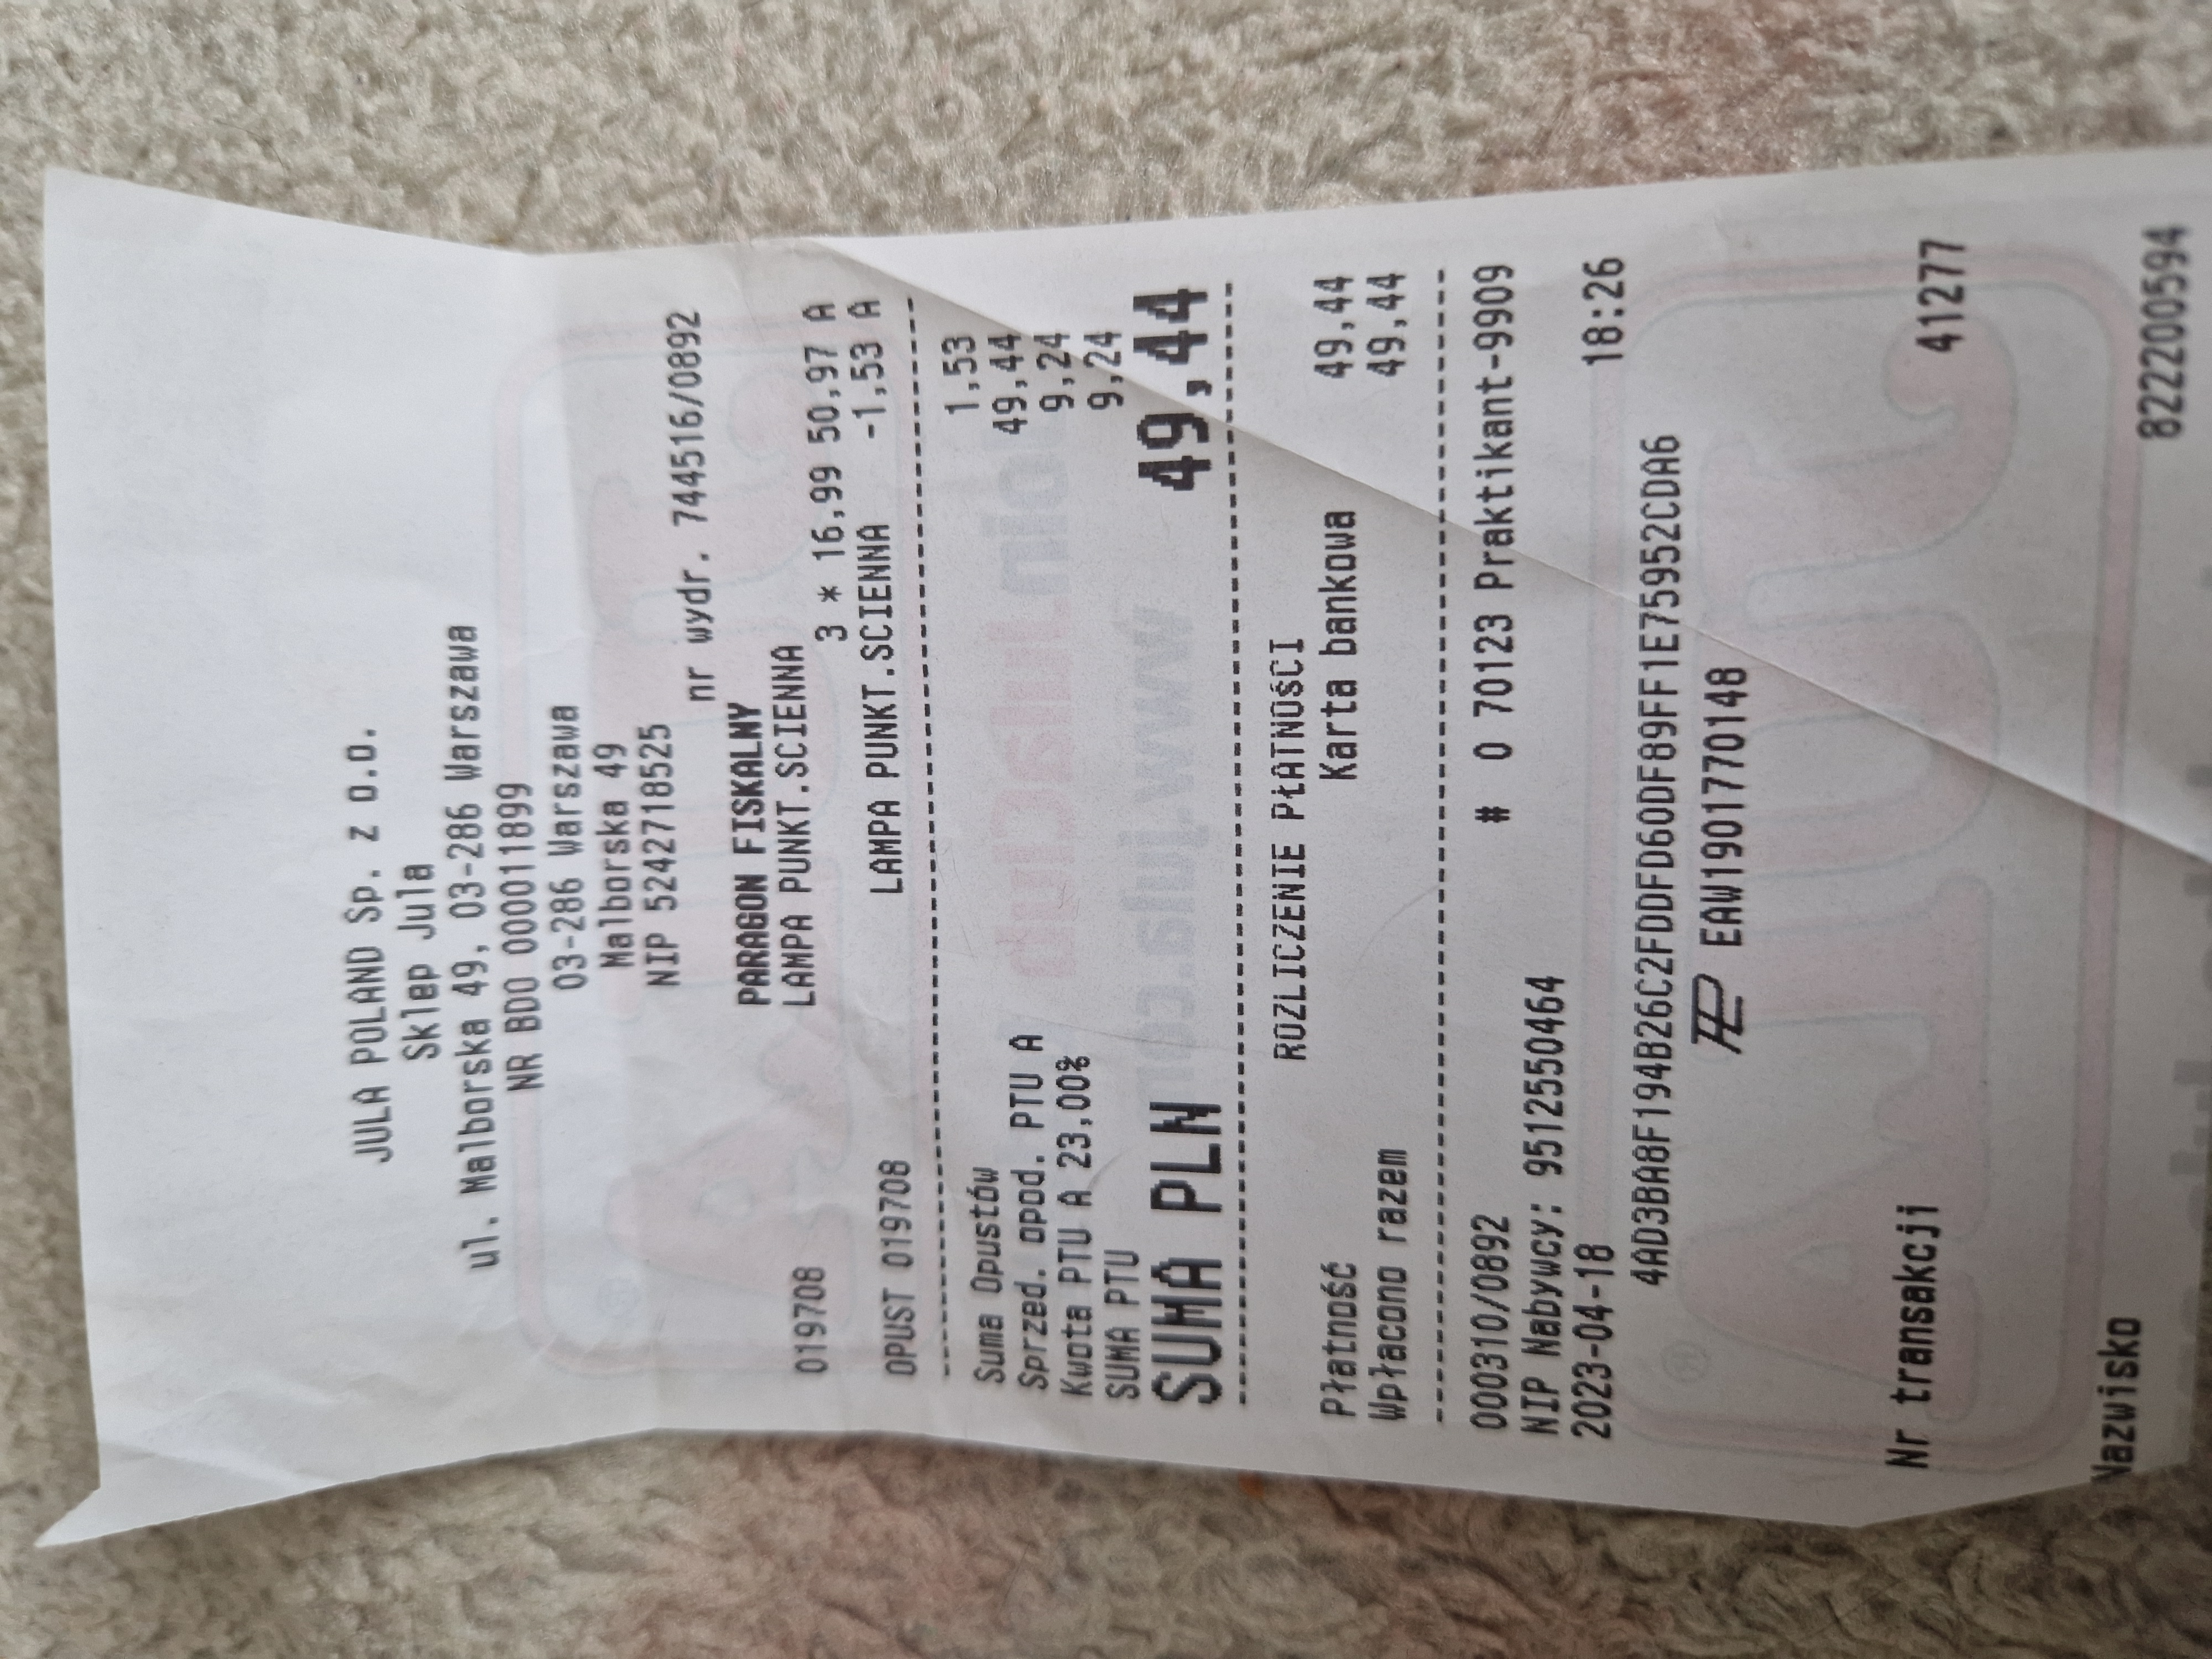 JULA POLAND Sp. z o.o.
Sklep Jula
ul. Malborska 49, 03-286 Warszawa
NR BDO 000011899
03-286 Warszawa
Malborska 49
NIP 5242718525
nr wydr. 744516/0892
PARAGON FISKALNY
019708 LAMPA PUNKT.SCIENNA
3 * 16,99 50,97 A
OPUST 019708 LAMPA PUNKT.SCIENNA -1,53 A
Suma Opustów 1,53
Sprzed. opod. PTU A 49,44
Kwota PTU A 23,00% 9,24
SUMA PTU 9,24
SUMA PLN 49,44
ROZLICZENIE PŁATNOŚCI
Płatność Karta bankowa 49,44
Wpłacono razem 49,44
000310/0892 # 0 70123 Praktikant-9909
NIP Nabywcy: 9512550464
2023-04-18 18:26
4AD3BA8F194B26C2FDDFD60DF89FF1E75952CDA6
EAW1901770148
Nr transakcji 41277
Nazwisko
822200594